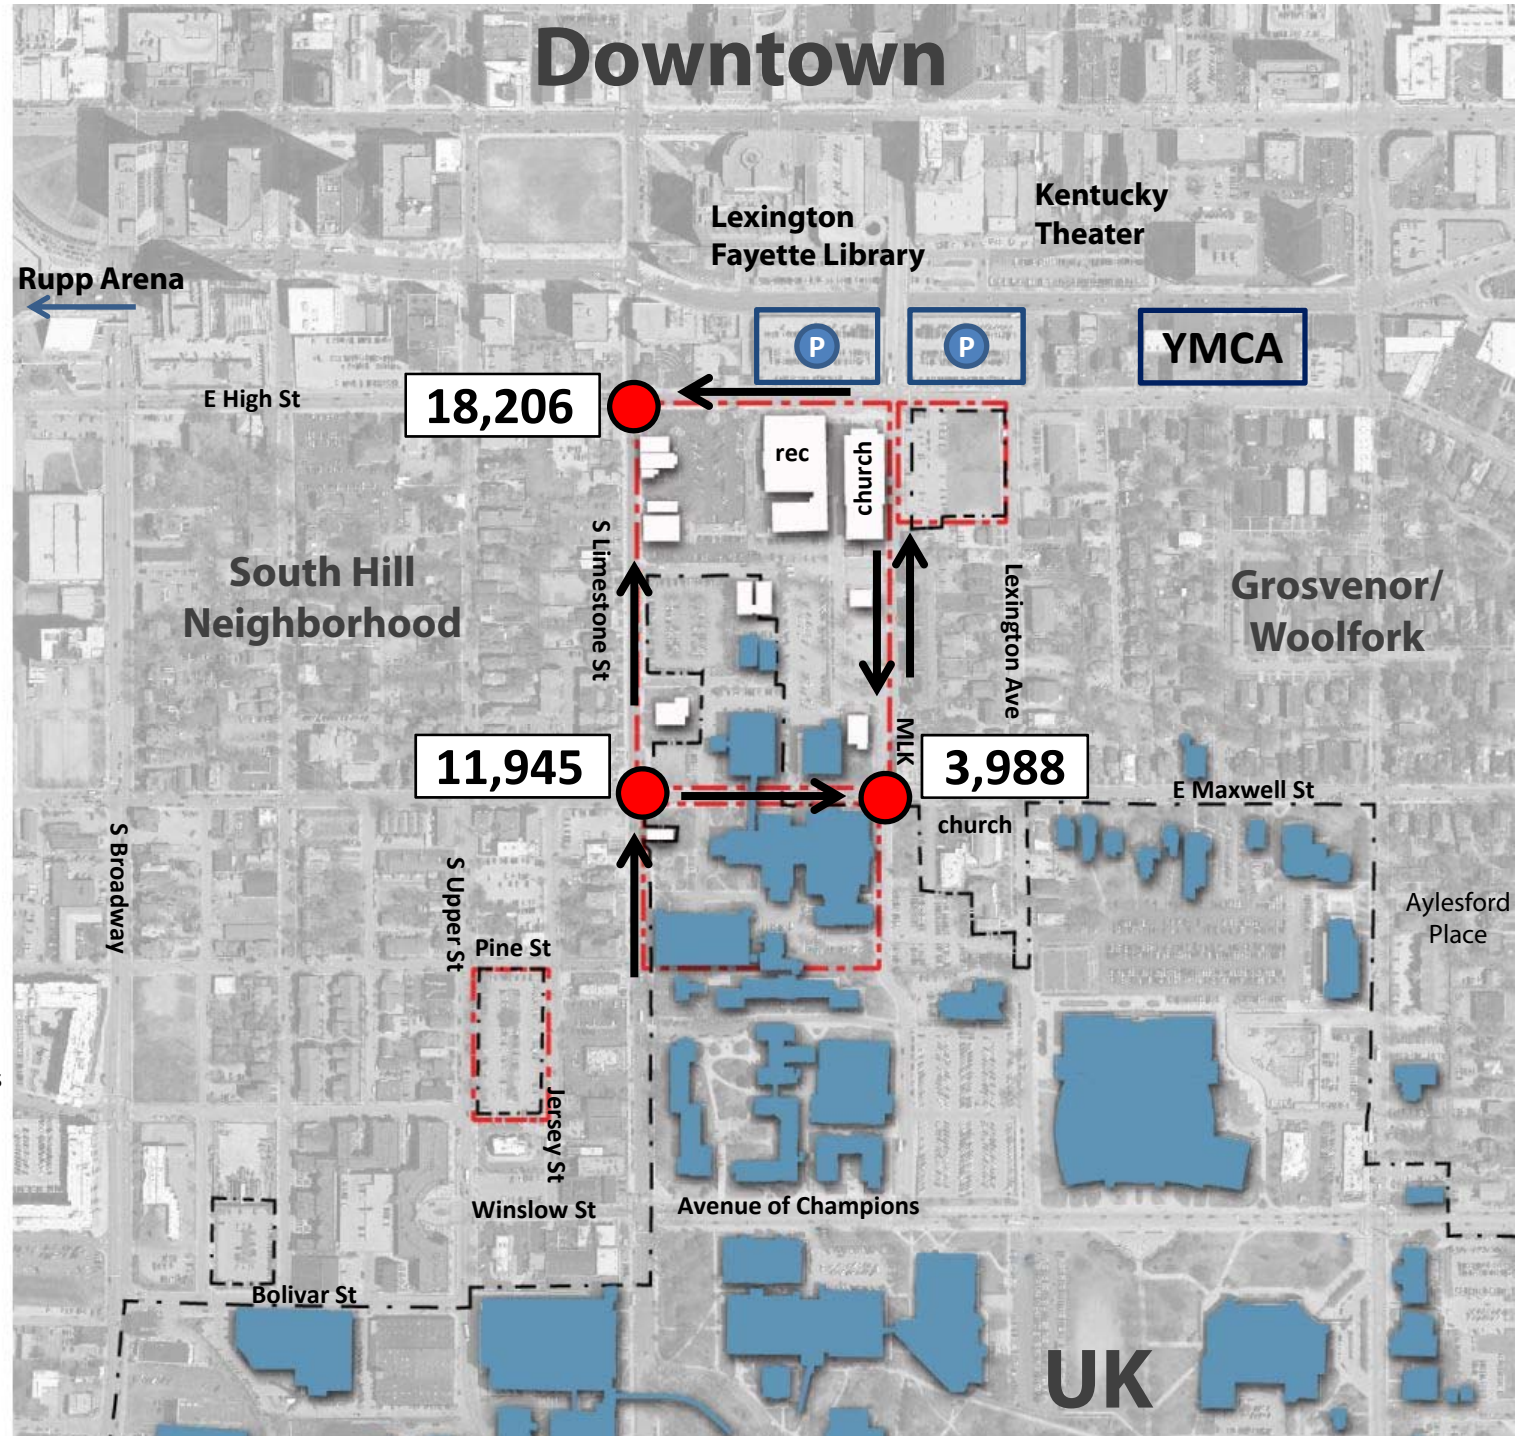 Downtown
Kentucky
Theater
Lexington
Fayette Library
Rupp Arena
P
P
YMCA
E High St
18,206
rec
church
S Limestone St
South Hill
Neighborhood
Lexington Ave
Grosvenor/
Woolfork
MLK
11,945
3,988
E Maxwell St
church
S Broadway
S Upper St
Aylesford
Place
Pine St
Jersey St
Winslow St
Avenue of Champions
Bolivar St
UK